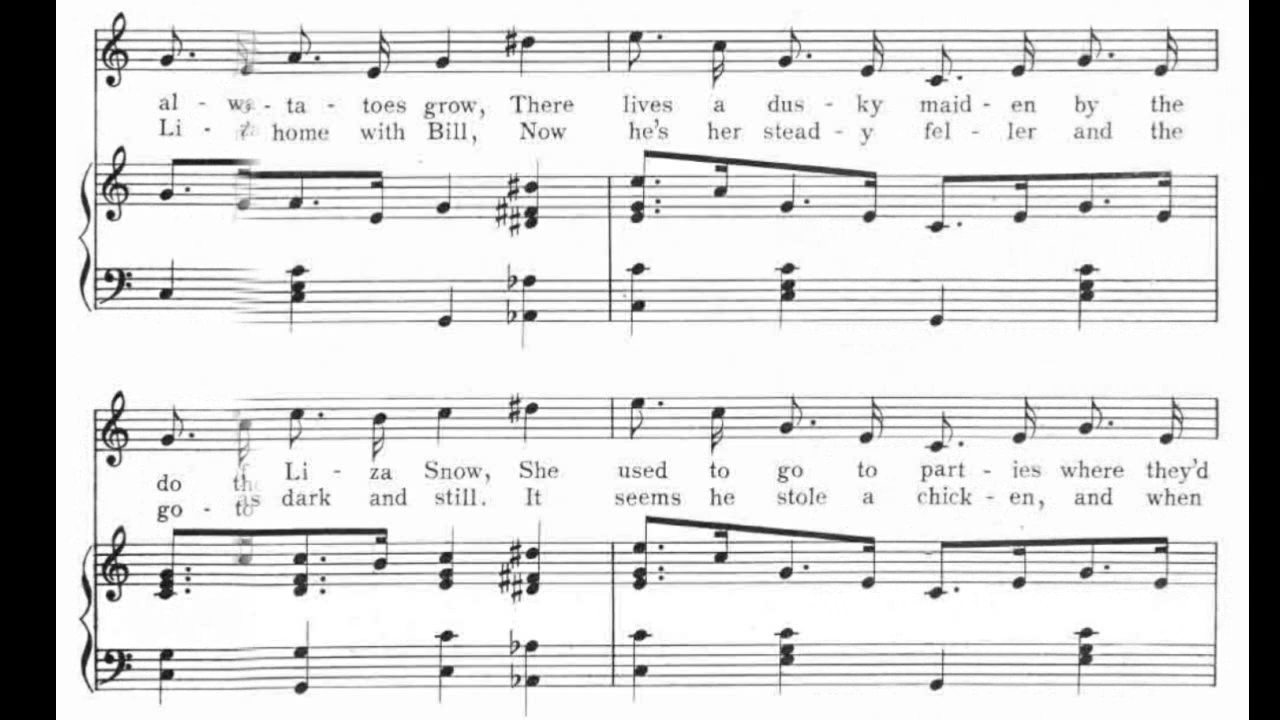 al - ta - toes grow, There lives a dus - ky maid - en by the
Li - home with Bill, Now he's her stead - y fel - ler and the
do Li - za Snow, She used to go to part - ies where they'd
go - to as dark and still. It seems he stole a chick - en, and when